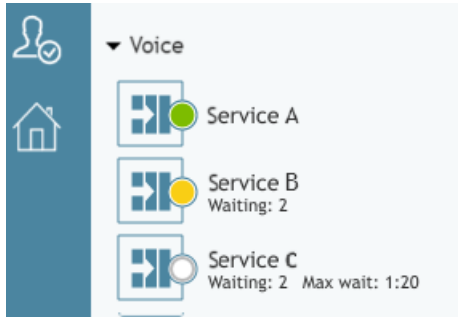 Voice
Service A
Service B
Waiting: 2
Service C
Waiting: 2 Max wait: 1:20